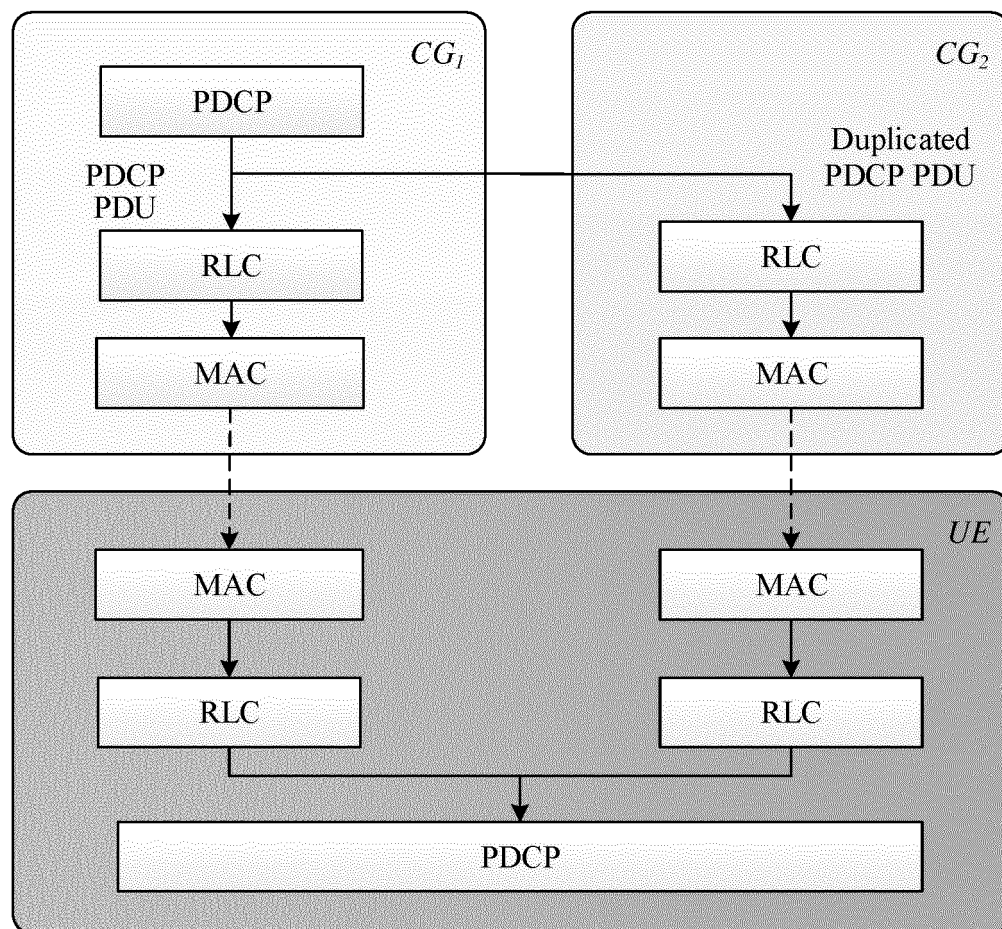 CG1
PDCP
PDCP
PDU
RLC
MAC
CG2
Duplicated
PDCP PDU
RLC
MAC
UE
MAC
MAC
RLC
RLC
PDCP